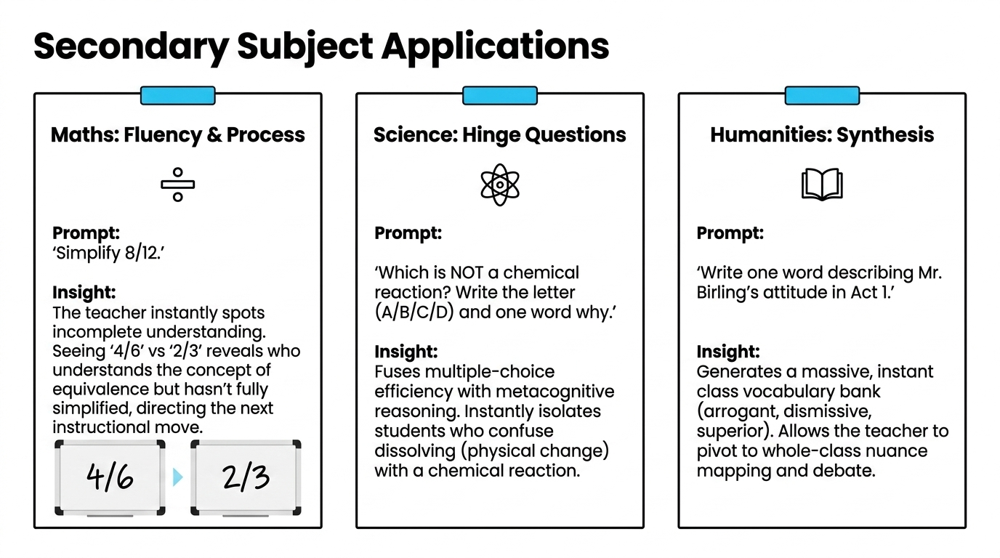 Secondary Subject Applications
Maths: Fluency & Process
Prompt:
‘Simplify 8/12.’
Insight:
The teacher instantly spots
incomplete understanding.
Seeing ‘4/6’ vs ‘2/3’ reveals who
understands the concept of
equivalence but hasn’t fully
simplified, directing the next
instructional move.
4/6
2/3
Science: Hinge Questions
Prompt:
‘Which is NOT a chemical
reaction? Write the letter
(A/B/C/D) and one word why.’
Insight:
Fuses multiple-choice
efficiency with metacognitive
reasoning. Instantly isolates
students who confuse
dissolving (physical change)
with a chemical reaction.
Humanities: Synthesis
Prompt:
‘Write one word describing Mr.
Birling’s attitude in Act 1.’
Insight:
Generates a massive, instant
class vocabulary bank
(arrogant, dismissive,
superior). Allows the teacher to
pivot to whole-class nuance
mapping and debate.